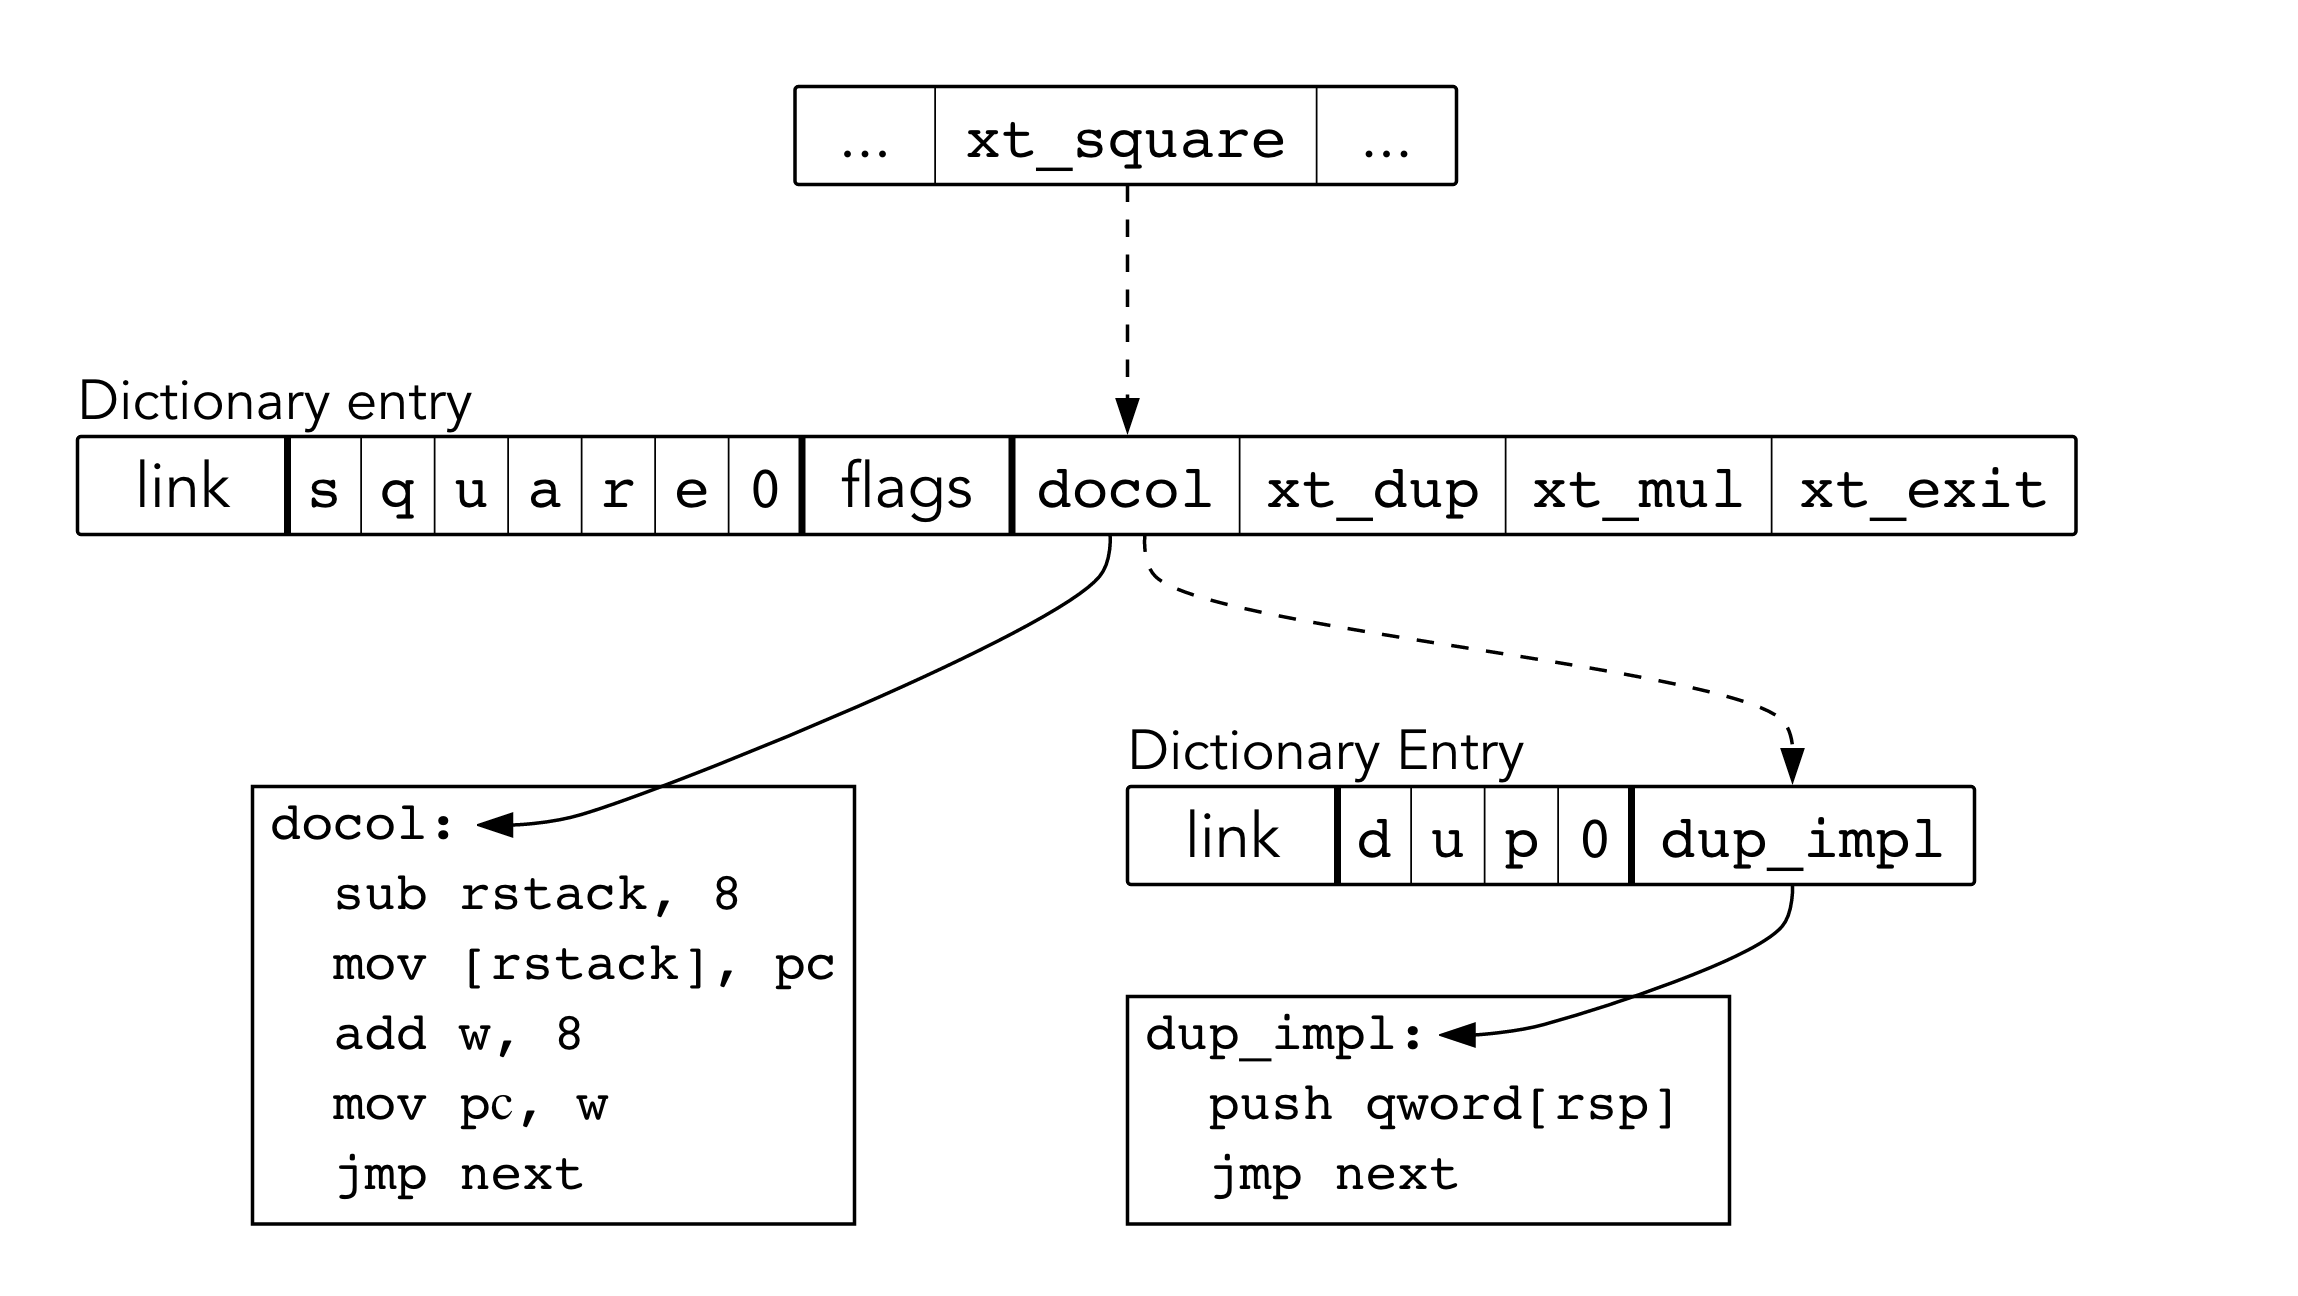 ... xt_square ...
Dictionary entry
link s q u a r e 0 flags docol xt_dup xt_mul xt_exit
Dictionary Entry
link d u p 0 dup_impl
docol:
sub rstack, 8
mov [rstack], pc
add w, 8
mov pc, w
jmp next
dup_impl:
push qword[rsp]
jmp next